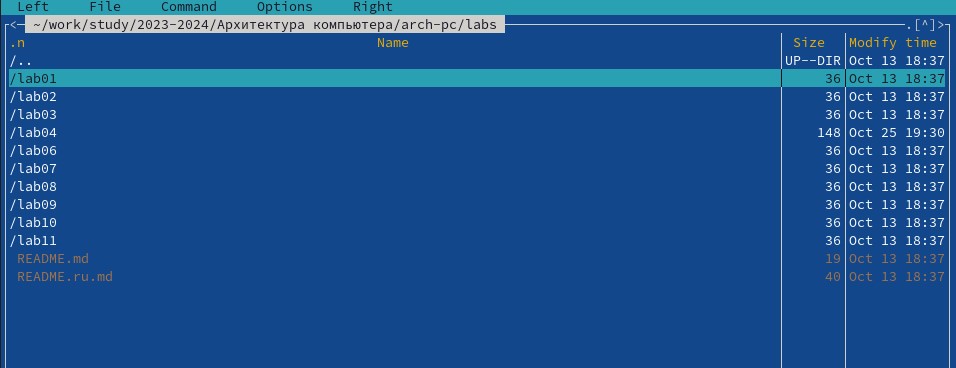 Left File Command Options Right
<─ ~/work/study/2023-2024/Архитектура компьютера/arch-pc/labs .[^]>
.n Name Size Modify time
/.. UP--DIR Oct 13 18:37
/lab01 36 Oct 13 18:37
/lab02 36 Oct 13 18:37
/lab03 36 Oct 13 18:37
/lab04 148 Oct 25 19:30
/lab06 36 Oct 13 18:37
/lab07 36 Oct 13 18:37
/lab08 36 Oct 13 18:37
/lab09 36 Oct 13 18:37
/lab10 36 Oct 13 18:37
/lab11 36 Oct 13 18:37
README.md 19 Oct 13 18:37
README.ru.md 40 Oct 13 18:37